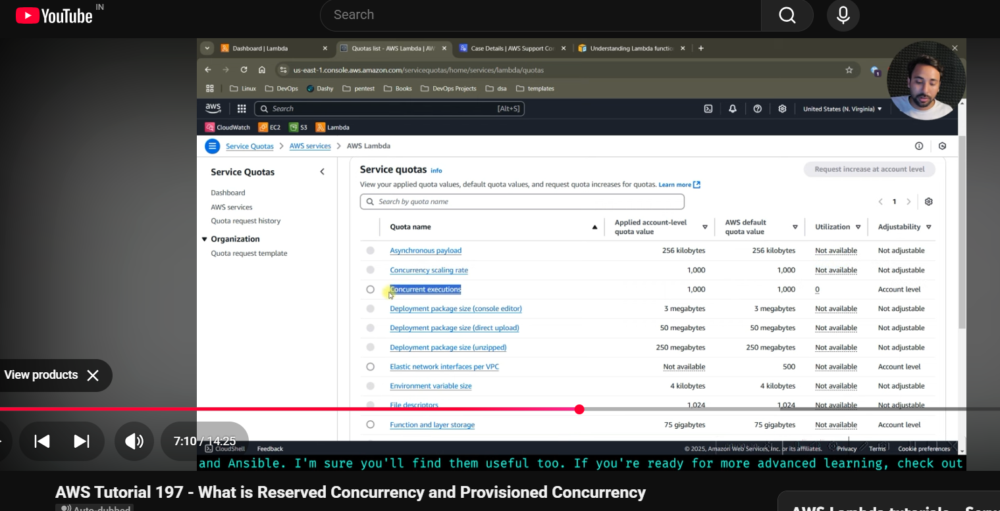 YouTube IN
Search
Dashboard | Lambda
Quotas list - AWS Lambda | AW
Case Details | AWS Support Co
Understanding Lambda functio
us-east-1.console.aws.amazon.com/servicequotas/home/services/lambda/quotas
1
Linux DevOps Dashy pentest Books DevOps Projects dsa templates
aws Search [Alt+S] United States (N. Virginia)
CloudWatch EC2 S3 Lambda
Service Quotas > AWS services > AWS Lambda
Service Quotas
Dashboard
AWS services
Quota request history
Organization
Quota request template
Service quotas info
Request increase at account level
View your applied quota values, default quota values, and request quota increases for quotas. Learn more
Search by quota name
1
Quota name Applied account-level quota value AWS default quota value Utilization Adjustability
Asynchronous payload 256 kilobytes 256 kilobytes Not available Not adjustable
Concurrency scaling rate 1,000 1,000 Not available Not adjustable
Concurrent executions 1,000 1,000 0 Account level
Deployment package size (console editor) 3 megabytes 3 megabytes Not available Not adjustable
Deployment package size (direct upload) 50 megabytes 50 megabytes Not available Not adjustable
Deployment package size (unzipped) 250 megabytes 250 megabytes Not available Not adjustable
Elastic network interfaces per VPC Not available 500 Not available Account level
Environment variable size 4 kilobytes 4 kilobytes Not available Not adjustable
File descriptors 1,024 1,024 Not available Not adjustable
Function and layer storage 75 gigabytes 75 gigabytes Not available Account level
View products
7:10 / 14:25
CloudShell Feedback © 2025, Amazon Web Services, Inc. or its affiliates. Privacy Terms Cookie preferences
and Ansible. I'm sure you'll find them useful too. If you're ready for more advanced learning, check out
AWS Tutorial 197 - What is Reserved Concurrency and Provisioned Concurrency
Auto-dubbed
AWS Lambda tutorials - Serv